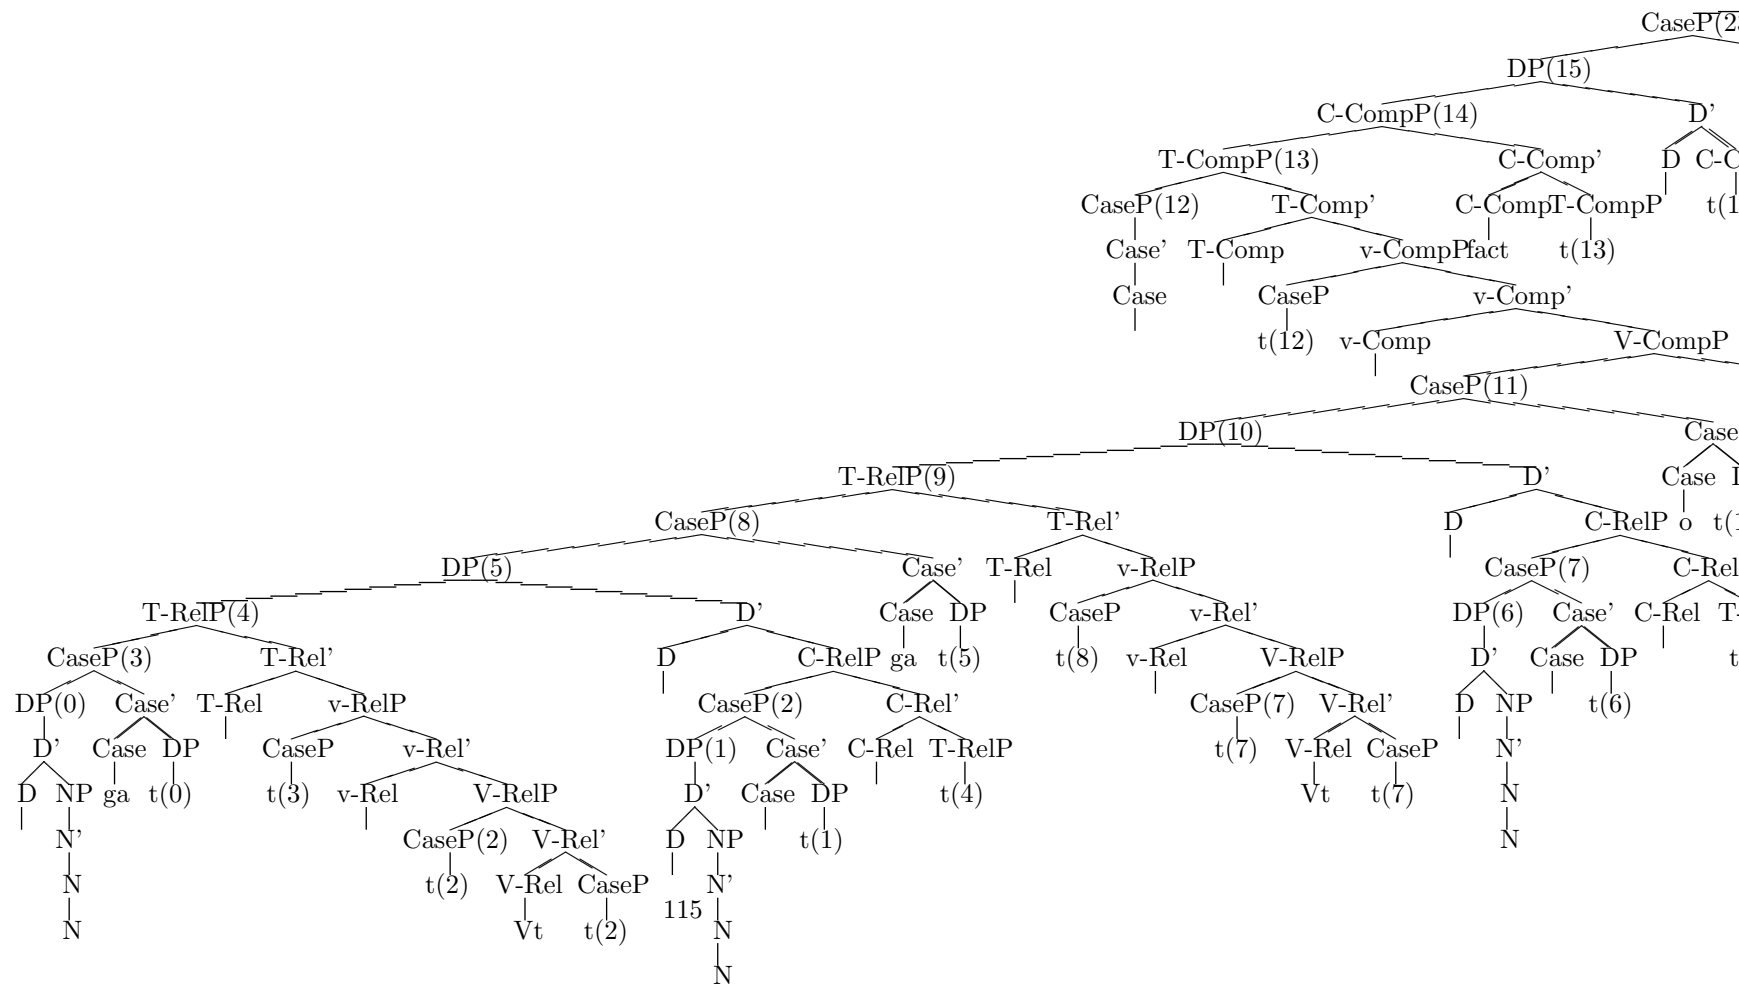 CaseP(23
DP(15)
C-CompP(14) D’
T-CompP(13) C-Comp’ D C-C
CaseP(12) T-Comp’ C-Comp T-CompP t(1
Case’ T-Comp v-CompP fact t(13)
Case CaseP v-Comp’
t(12) v-Comp V-CompP
CaseP(11)
DP(10) Case
T-RelP(9) D’ Case
CaseP(8) T-Rel’ D C-RelP o t(1
DP(5) Case’ T-Rel v-RelP CaseP(7) C-Rel
T-RelP(4) D’ Case DP CaseP v-Rel’ DP(6) Case’ C-Rel T-
CaseP(3) T-Rel’ D C-RelP ga t(5) t(8) v-Rel V-RelP D’ Case DP t
DP(0) Case’ T-Rel v-RelP CaseP(2) C-Rel’ CaseP(7) V-Rel’ D NP t(6)
D’ Case DP CaseP v-Rel’ DP(1) Case’ C-Rel T-RelP t(7) V-Rel CaseP N’
D NP ga t(0) t(3) v-Rel V-RelP D’ Case DP t(4) Vt t(7) N
N’ CaseP(2) V-Rel’ D NP t(1) N
N t(2) V-Rel CaseP N’
115
N Vt t(2) N
N